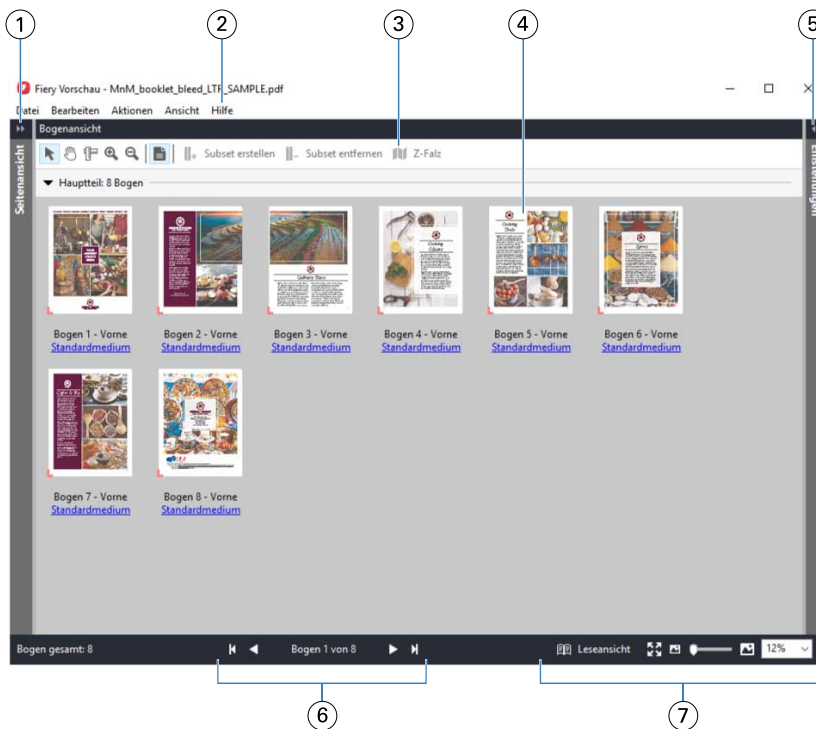 1
2
3
4
5
Fiery Vorschau - MnM_booklet_bleed_LTR_SAMPLE.pdf
Datei Bearbeiten Aktionen Ansicht Hilfe
Bogenansicht
Seitenansicht
Subset erstellen Subset entfernen Z-Falz
Einstellungen
Hauptteil: 8 Bogen
Bogen 1 - Vorne Bogen 2 - Vorne Bogen 3 - Vorne Bogen 4 - Vorne Bogen 5 - Vorne Bogen 6 - Vorne
Standardmedium Standardmedium Standardmedium Standardmedium Standardmedium Standardmedium
Bogen 7 - Vorne Bogen 8 - Vorne
Standardmedium Standardmedium
Bogen gesamt: 8 Bogen 1 von 8 Leseansicht 12%
6
7